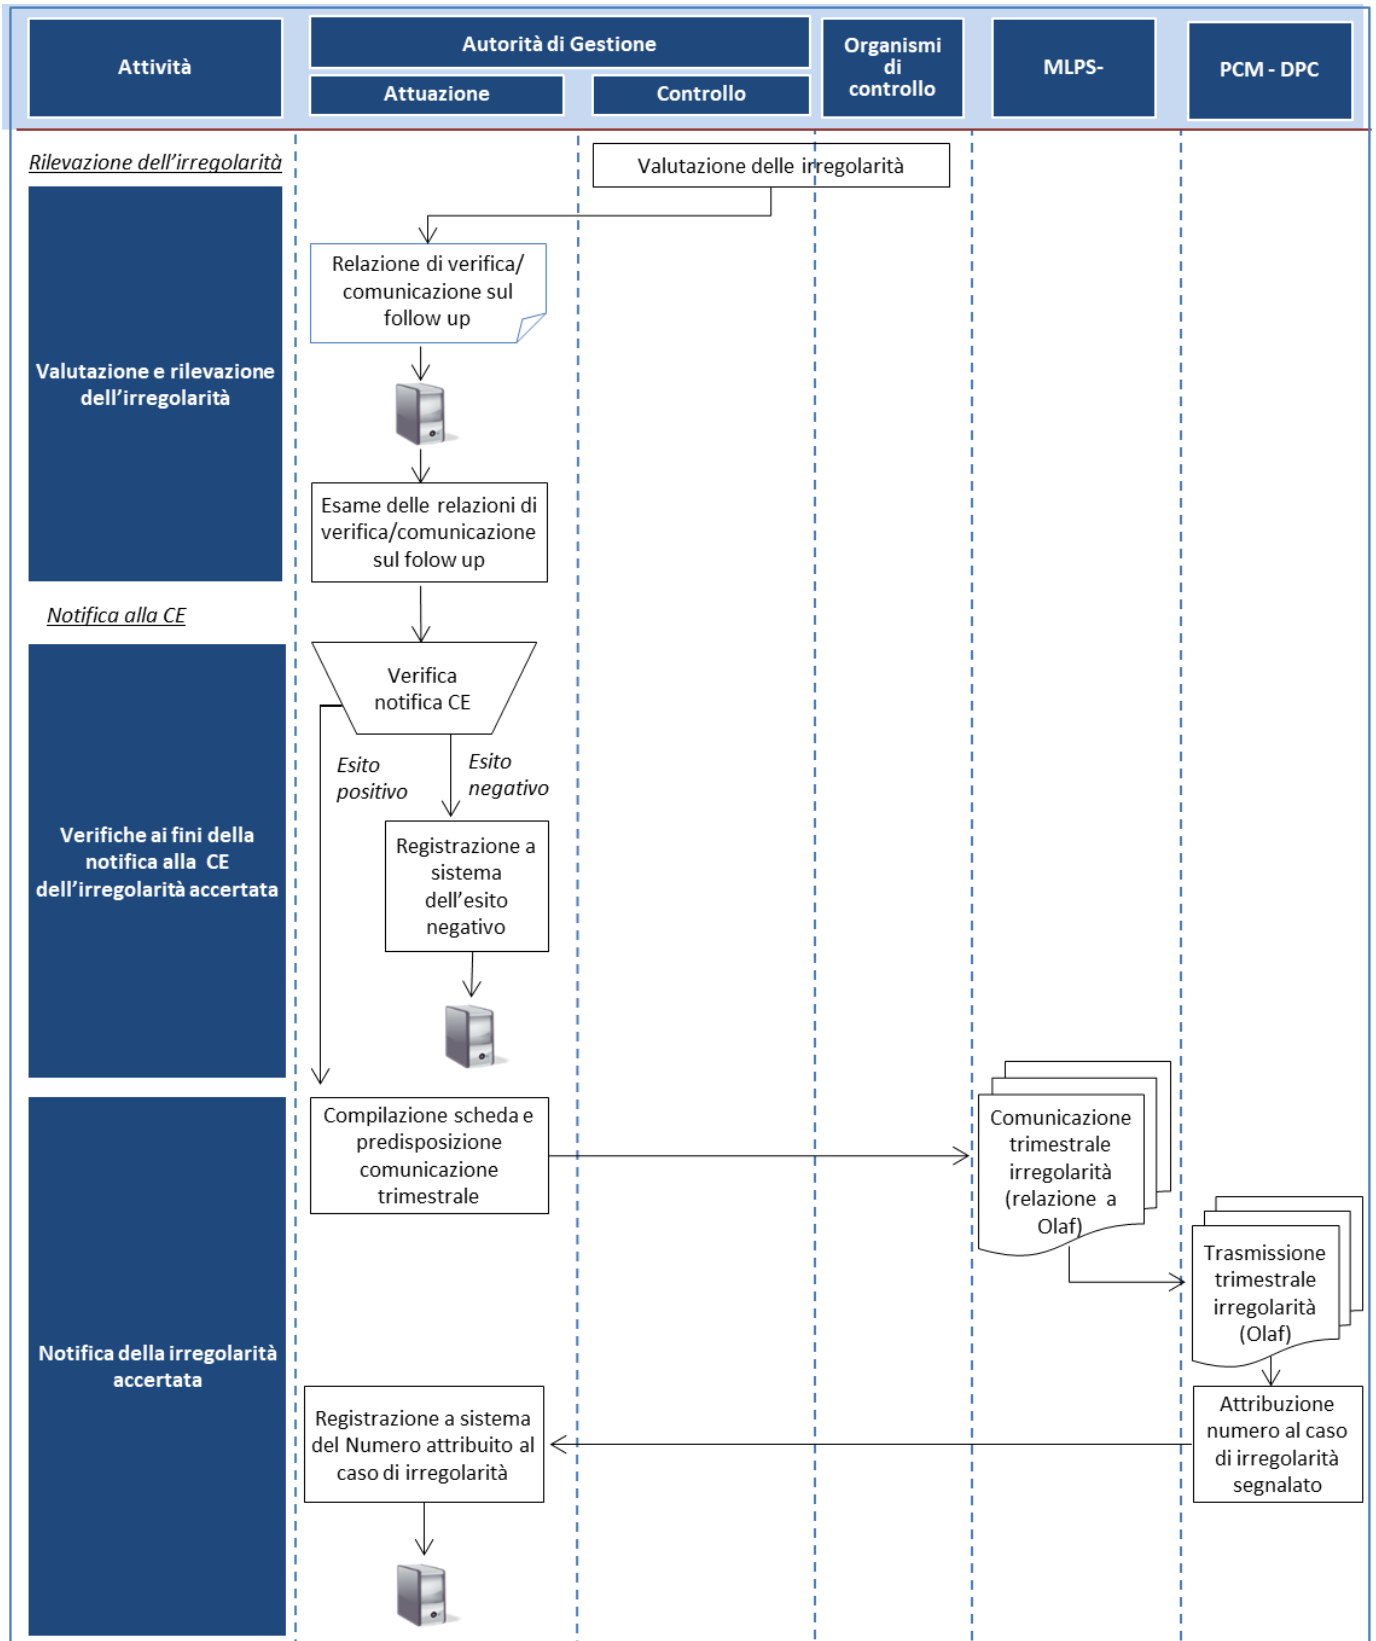 Attività
Autorità di Gestione
Attuazione
Controllo
Organismi
di
controllo
MLPS-
PCM - DPC
Rilevazione dell'irregolarità
Valutazione delle irregolarità
Valutazione e rilevazione
dell'irregolarità
Relazione di verifica/
comunicazione sul
follow up
Esame delle relazioni di
verifica/comunicazione
sul folow up
Notifica alla CE
Verifiche ai fini della
notifica alla CE
dell'irregolarità accertata
Verifica
notifica CE
Esito
positivo
Esito
negativo
Registrazione a
sistema
dell'esito
negativo
Notifica della irregolarità
accertata
Compilazione scheda e
predisposizione
comunicazione
trimestrale
Comunicazione
trimestrale
irregolarità
(relazione a
Olaf)
Trasmissione
trimestrale
irregolarità
(Olaf)
Attribuzione
numero al caso
di irregolarità
segnalato
Registrazione a sistema
del Numero attribuito al
caso di irregolarità